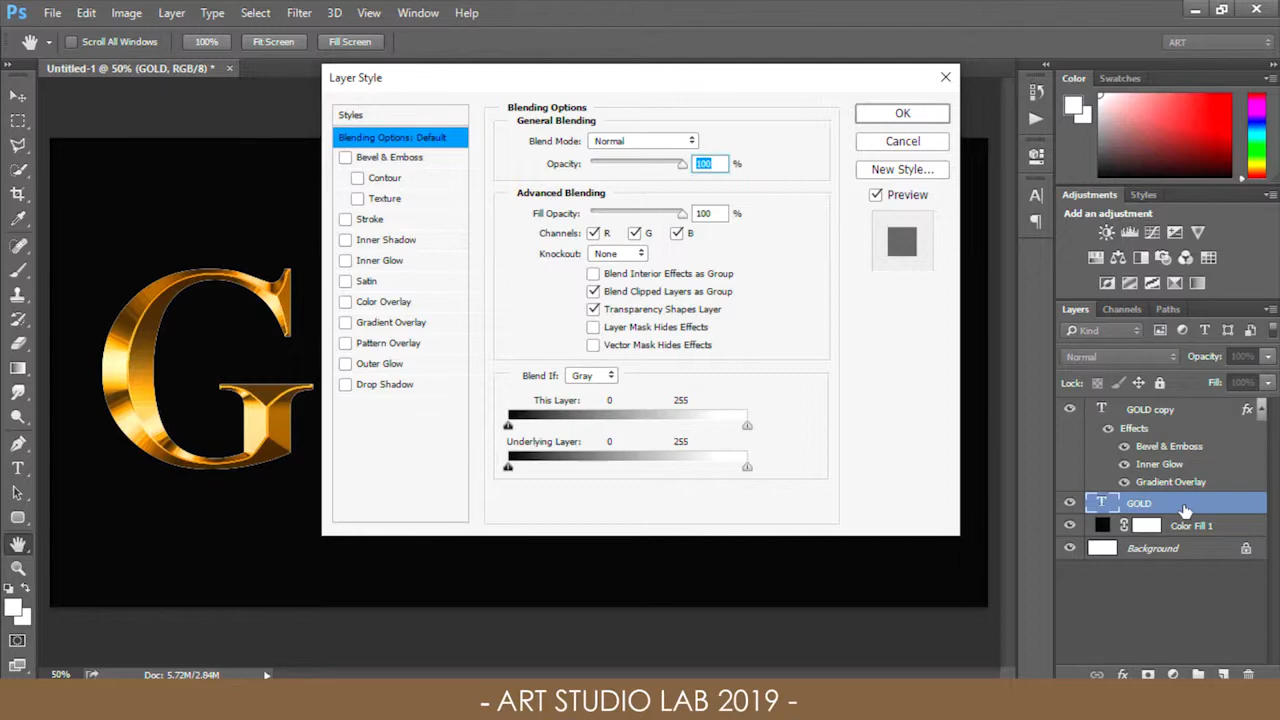 Ps File Edit Image Layer Type Select Filter 3D View Window Help
Scroll All Windows 100% Fit Screen Fill Screen ART
Untitled-1 @ 50% (GOLD, RGB/8) * ×
Layer Style
Styles
Blending Options: Default
Bevel & Emboss
Contour
Texture
Stroke
Inner Shadow
Inner Glow
Satin
Color Overlay
Gradient Overlay
Pattern Overlay
Outer Glow
Drop Shadow
Blending Options
General Blending
Blend Mode: Normal
Opacity: 100 %
Advanced Blending
Fill Opacity: 100 %
Channels: R G B
Knockout: None
Blend Interior Effects as Group
Blend Clipped Layers as Group
Transparency Shapes Layer
Layer Mask Hides Effects
Vector Mask Hides Effects
Blend If: Gray
This Layer: 0 255
Underlying Layer: 0 255
OK
Cancel
New Style...
Preview
G
Color Swatches
Adjustments Styles
Add an adjustment
Layers Channels Paths
Kind
Normal Opacity: 100%
Lock: Fill: 100%
GOLD copy fx
Effects
Bevel & Emboss
Inner Glow
Gradient Overlay
GOLD
Color Fill 1
Background
50% Doc: 5.72M/2.84M
- ART STUDIO LAB 2019 -